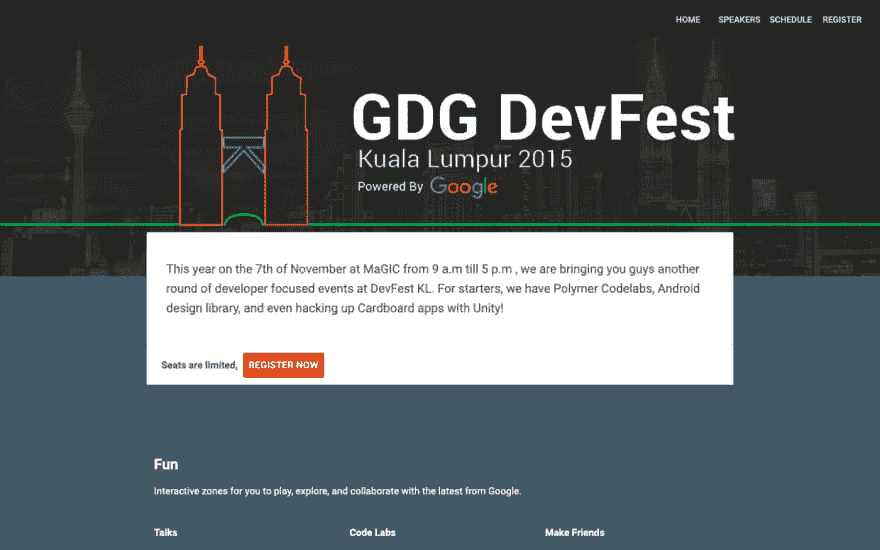 HOME SPEAKERS SCHEDULE REGISTER
GDG DevFest
Kuala Lumpur 2015
Powered By Google
This year on the 7th of November at MaGIC from 9 a.m till 5 p.m , we are bringing you guys another
round of developer focused events at DevFest KL. For starters, we have Polymer Codelabs, Android
design library, and even hacking up Cardboard apps with Unity!
Seats are limited, REGISTER NOW
Fun
Interactive zones for you to play, explore, and collaborate with the latest from Google.
Talks Code Labs Make Friends